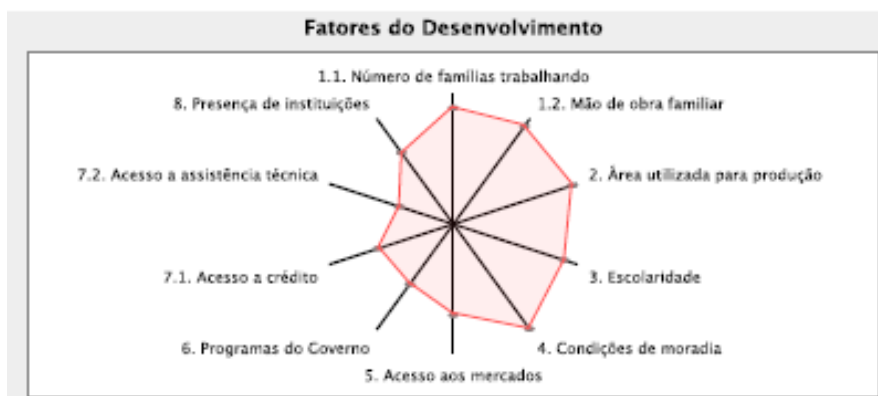 Fatores do Desenvolvimento
1.1. Número de famílias trabalhando
8. Presença de instituições
1.2. Mão de obra familiar
7.2. Acesso a assistência técnica
2. Àrea utilizada para produção
7.1. Acesso a crédito
3. Escolaridade
6. Programas do Governo
4. Condições de moradia
5. Acesso aos mercados